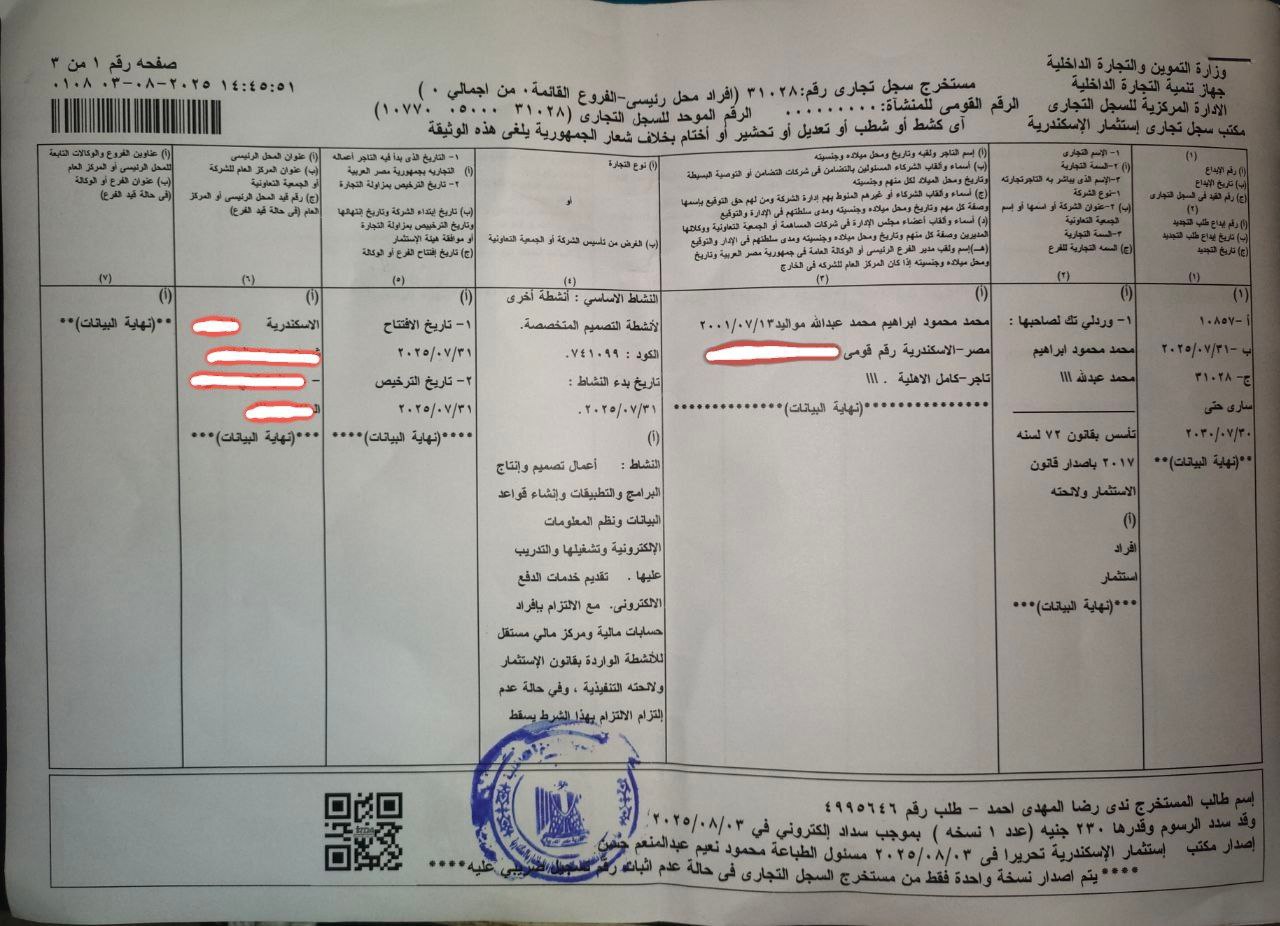 وزارة التموين والتجارة الداخلية
جهاز تنمية التجارة الداخلية
الادارة المركزية للسجل التجارى
مكتب سجل تجارى إستثمار الإسكندرية
مستخرج سجل تجارى رقم: ٣١٠٢٨ (افراد محل رئيسى-الفروع القائمة٠ من اجمالي ٠ )
الرقم القومى للمنشأة: ٠٠٠٠٠٠٠٠٠ الرقم الموحد للسجل التجارى (٣١٠٢٨ ٠٥٠٠٠ ١٠٧٧٠)
آى كشط أو شطب أو تعديل أو تحشير أو أختام بخلاف شعار الجمهورية يلغى هذه الوثيقة
صفحه رقم ١ من ٣
١٤:٤٥:٥١ ٢٠٢٥-٠٨-٠٣ ٠١٠٨
(١)
(أ) رقم الإيداع
(ب) تاريخ الإيداع
(ج) رقم القيد فى السجل التجارى
(٢)
(أ) رقم إيداع طلب التجديد
(ب) تاريخ إيداع طلب التجديد
(ج) تاريخ التجديد
(١)
١- الاسم التجارى
(أ) ٢-السمة التجارية
٣-الإسم الذى يباشر به التاجرتجارته
١-نوع الشركة
(ب) ٢-عنوان الشركة أو اسمها أو إسم
الجمعية التعاونية
٣-السمة التجارية
(ج) السمه التجارية للفرع
(٢)
(أ) إسم التاجر ولقبه وتاريخ ومحل ميلاده وجنسيته
(ب) أسماء وألقاب الشركاء المسئولين بالتضامن فى شركات التضامن أو التوصية البسيطة
وتاريخ ومحل الميلاد لكل منهم وجنسيته
(ج) أسماء وألقاب الشركاء أو غيرهم المنوط بهم إدارة الشركة ومن لهم حق التوقيع بإسمها
وصفة كل منهم وتاريخ ومحل ميلاده وجنسيته ومدى سلطتهم فى الإدارة والتوقيع
(د) أسماء وألقاب أعضاء مجلس الإدارة فى شركات المساهمة أو الجمعية التعاونية ووكلائها
المديرين وصفة كل منهم وتاريخ ومحل ميلاده وجنسيته ومدى سلطتهم فى الإدار والتوقيع
(هـ) إسم ولقب مدير الفرع الرئيسى أو الوكالة العامة فى جمهورية مصر العربية وتاريخ
ومحل ميلاده وجنسيته إذا كان المركز العام للشركه فى الخارج
(٣)
(أ) نوع التجارة
أو
(ب) الغرض من تأسيس الشركة أو الجمعية التعاونية
(٤)
١- التاريخ الذى بدأ فيه التاجر أعماله
(أ) التجاريه بجمهورية مصر العربية
٢- تاريخ الترخيص بمزاولة التجارة
(ب) تاريخ إبتداء الشركة وتاريخ إنتهائها
وتاريخ الترخييص بمزاولة التجارة
أو موافقة هيئة الإستثمار
(ج) تاريخ إفتتاح الفرع أو الوكالة
(٥)
(أ) عنوان المحل الرئيسى
(ب) عنوان المركز العام للشركة
أو الجمعية التعاونية
(ج) رقم قيد المحل الرئيسى أو المركز
العام (فى حالة قيد الفرع)
(٦)
(أ) عناوين الفروع والوكالات التابعة
للمحل الرئيسى أو المركز العام
(ب) عنوان الفرع أو الوكالة
(فى حالة قيد الفرع)
(٧)
(١)
أ -١٠٨٥٧
ب -٢٠٢٥/٠٧/٣١
ج- ٣١٠٢٨
سارى حتى
٢٠٣٠/٠٧/٣٠
**(نهاية البيانات)**
(أ)
١- وردلي تك لصاحبها :
محمد محمود ابراهيم
محمد عبدالله \\\
تأسس بقانون ٧٢ لسنه
٢٠١٧ باصدار قانون
الاستثمار ولائحته
(أ)
افراد
استثمار
***(نهاية البيانات)***
(أ)
محمد محمود ابراهيم محمد عبدالله مواليد٢٠٠١/٠٧/١٣
مصر-الاسكندرية رقم قومى
تاجر-كامل الاهلية . \\\
***************(نهاية البيانات)*************
النشاط الاساسي : أنشطة أخرى
لأنشطة التصميم المتخصصة.
الكود : ٧٤١٠٩٩.
تاريخ بدء النشاط :
٢٠٢٥/٠٧/٣١ .
(أ)
النشاط : أعمال تصميم وإنتاج
البرامج والتطبيقات وإنشاء قواعد
البيانات ونظم المعلومات
الإلكترونية وتشغيلها والتدريب
عليها . تقديم خدمات الدفع
الالكترونى. مع الالتزام بإفراد
حسابات مالية ومركز مالي مستقل
للأنشطة الواردة بقانون الإستثمار
ولائحته التنفيذية ، وفي حالة عدم
إلتزام الالتزام بهذا الشرط يسقط
(أ)
١- تاريخ الافتتاح
٢٠٢٥/٠٧/٣١
٢- تاريخ الترخيص
٢٠٢٥/٠٧/٣١
****(نهاية البيانات)****
(أ)
الاسكندرية
-
***(نهاية البيانات)***
(أ)
**(نهاية البيانات)**
إسم طالب المستخرج ندى رضا المهدى احمد - طلب رقم ٤٩٩٥٦٤٦
وقد سدد الرسوم وقدرها ٢٣٠ جنيه (عدد ١ نسخه ) بموجب سداد إلكتروني في ٢٠٢٥/٠٨/٠٣
إصدار مكتب إستثمار الإسكندرية تحريرا فى ٢٠٢٥/٠٨/٠٣ مسئول الطباعة محمود نعيم عبدالمنعم
****يتم اصدار نسخة واحدة فقط من مستخرج السجل التجارى فى حالة عدم اثبات رقم تسجيل ضريبي عليه****